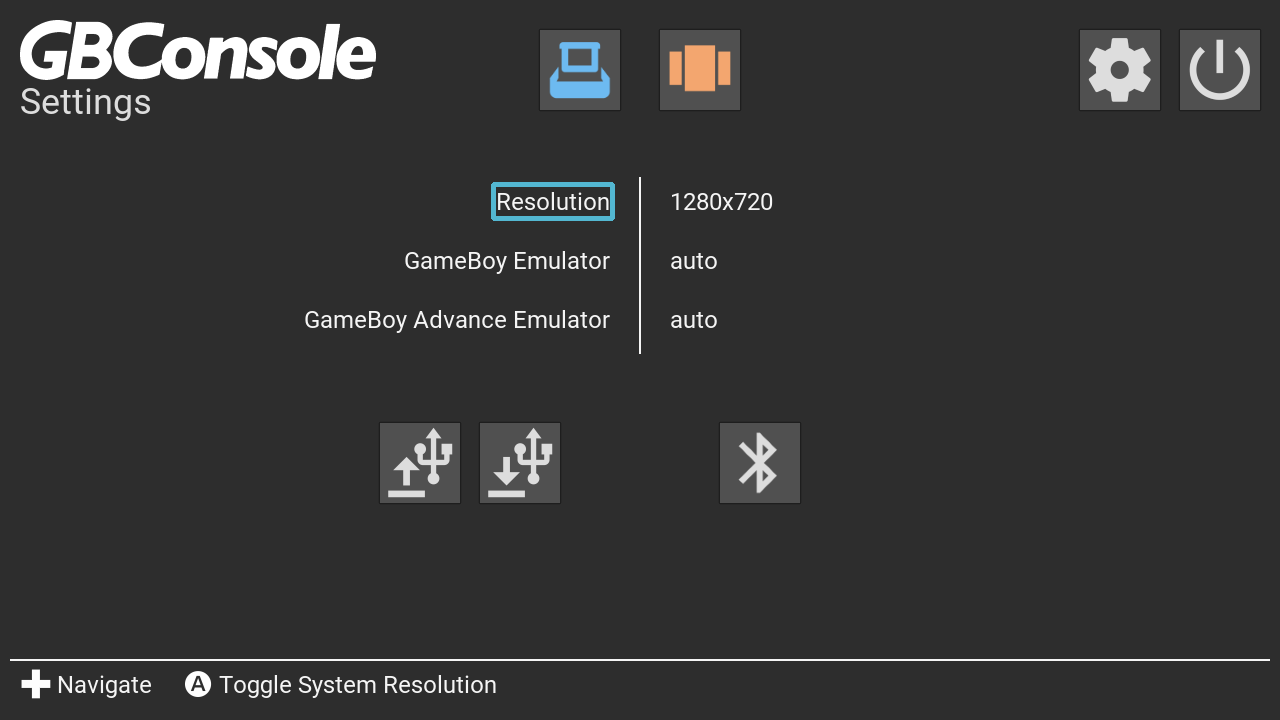 GBConsole
Settings
Resolution 1280x720
GameBoy Emulator auto
GameBoy Advance Emulator auto
Navigate A Toggle System Resolution